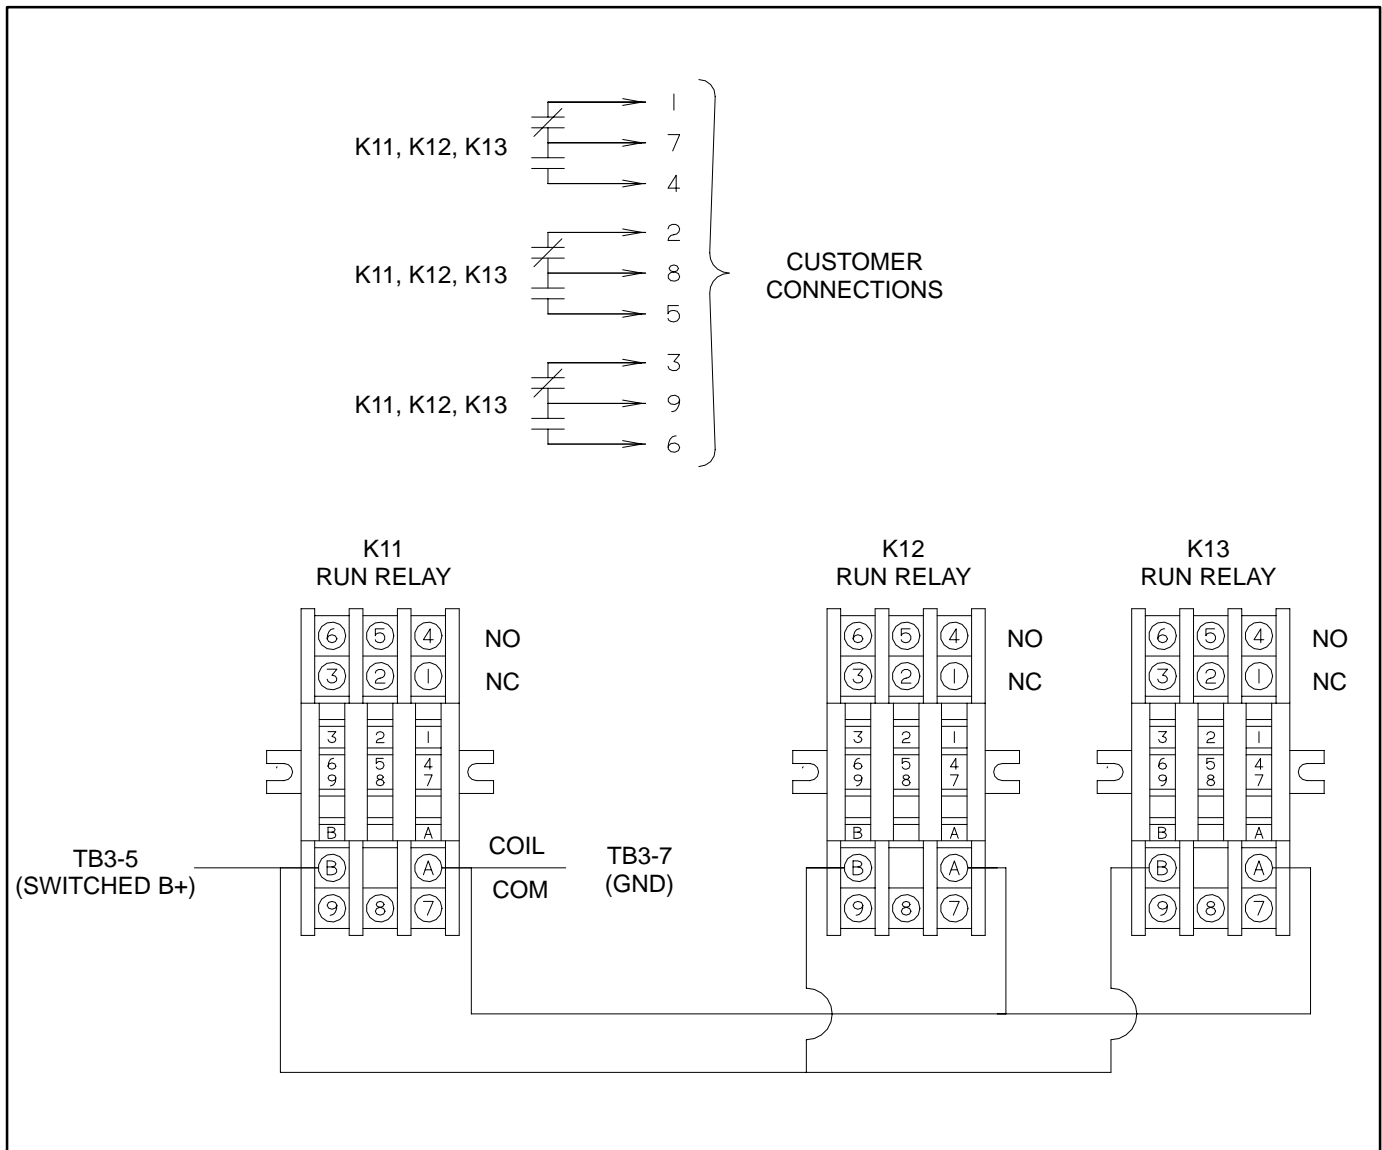 1
K11, K12, K13
7
4
2
K11, K12, K13
8
5
CUSTOMER
CONNECTIONS
3
K11, K12, K13
9
6
K11
RUN RELAY
K12
RUN RELAY
K13
RUN RELAY
6 5 4 NO
3 2 1 NC
3 2 1
6 5 4
9 8 7
B A
B A
9 8 7
6 5 4 NO
3 2 1 NC
3 2 1
6 5 4
9 8 7
B A
B A
9 8 7
6 5 4 NO
3 2 1 NC
3 2 1
6 5 4
9 8 7
B A
B A
9 8 7
TB3-5
(SWITCHED B+)
COIL
COM
TB3-7
(GND)